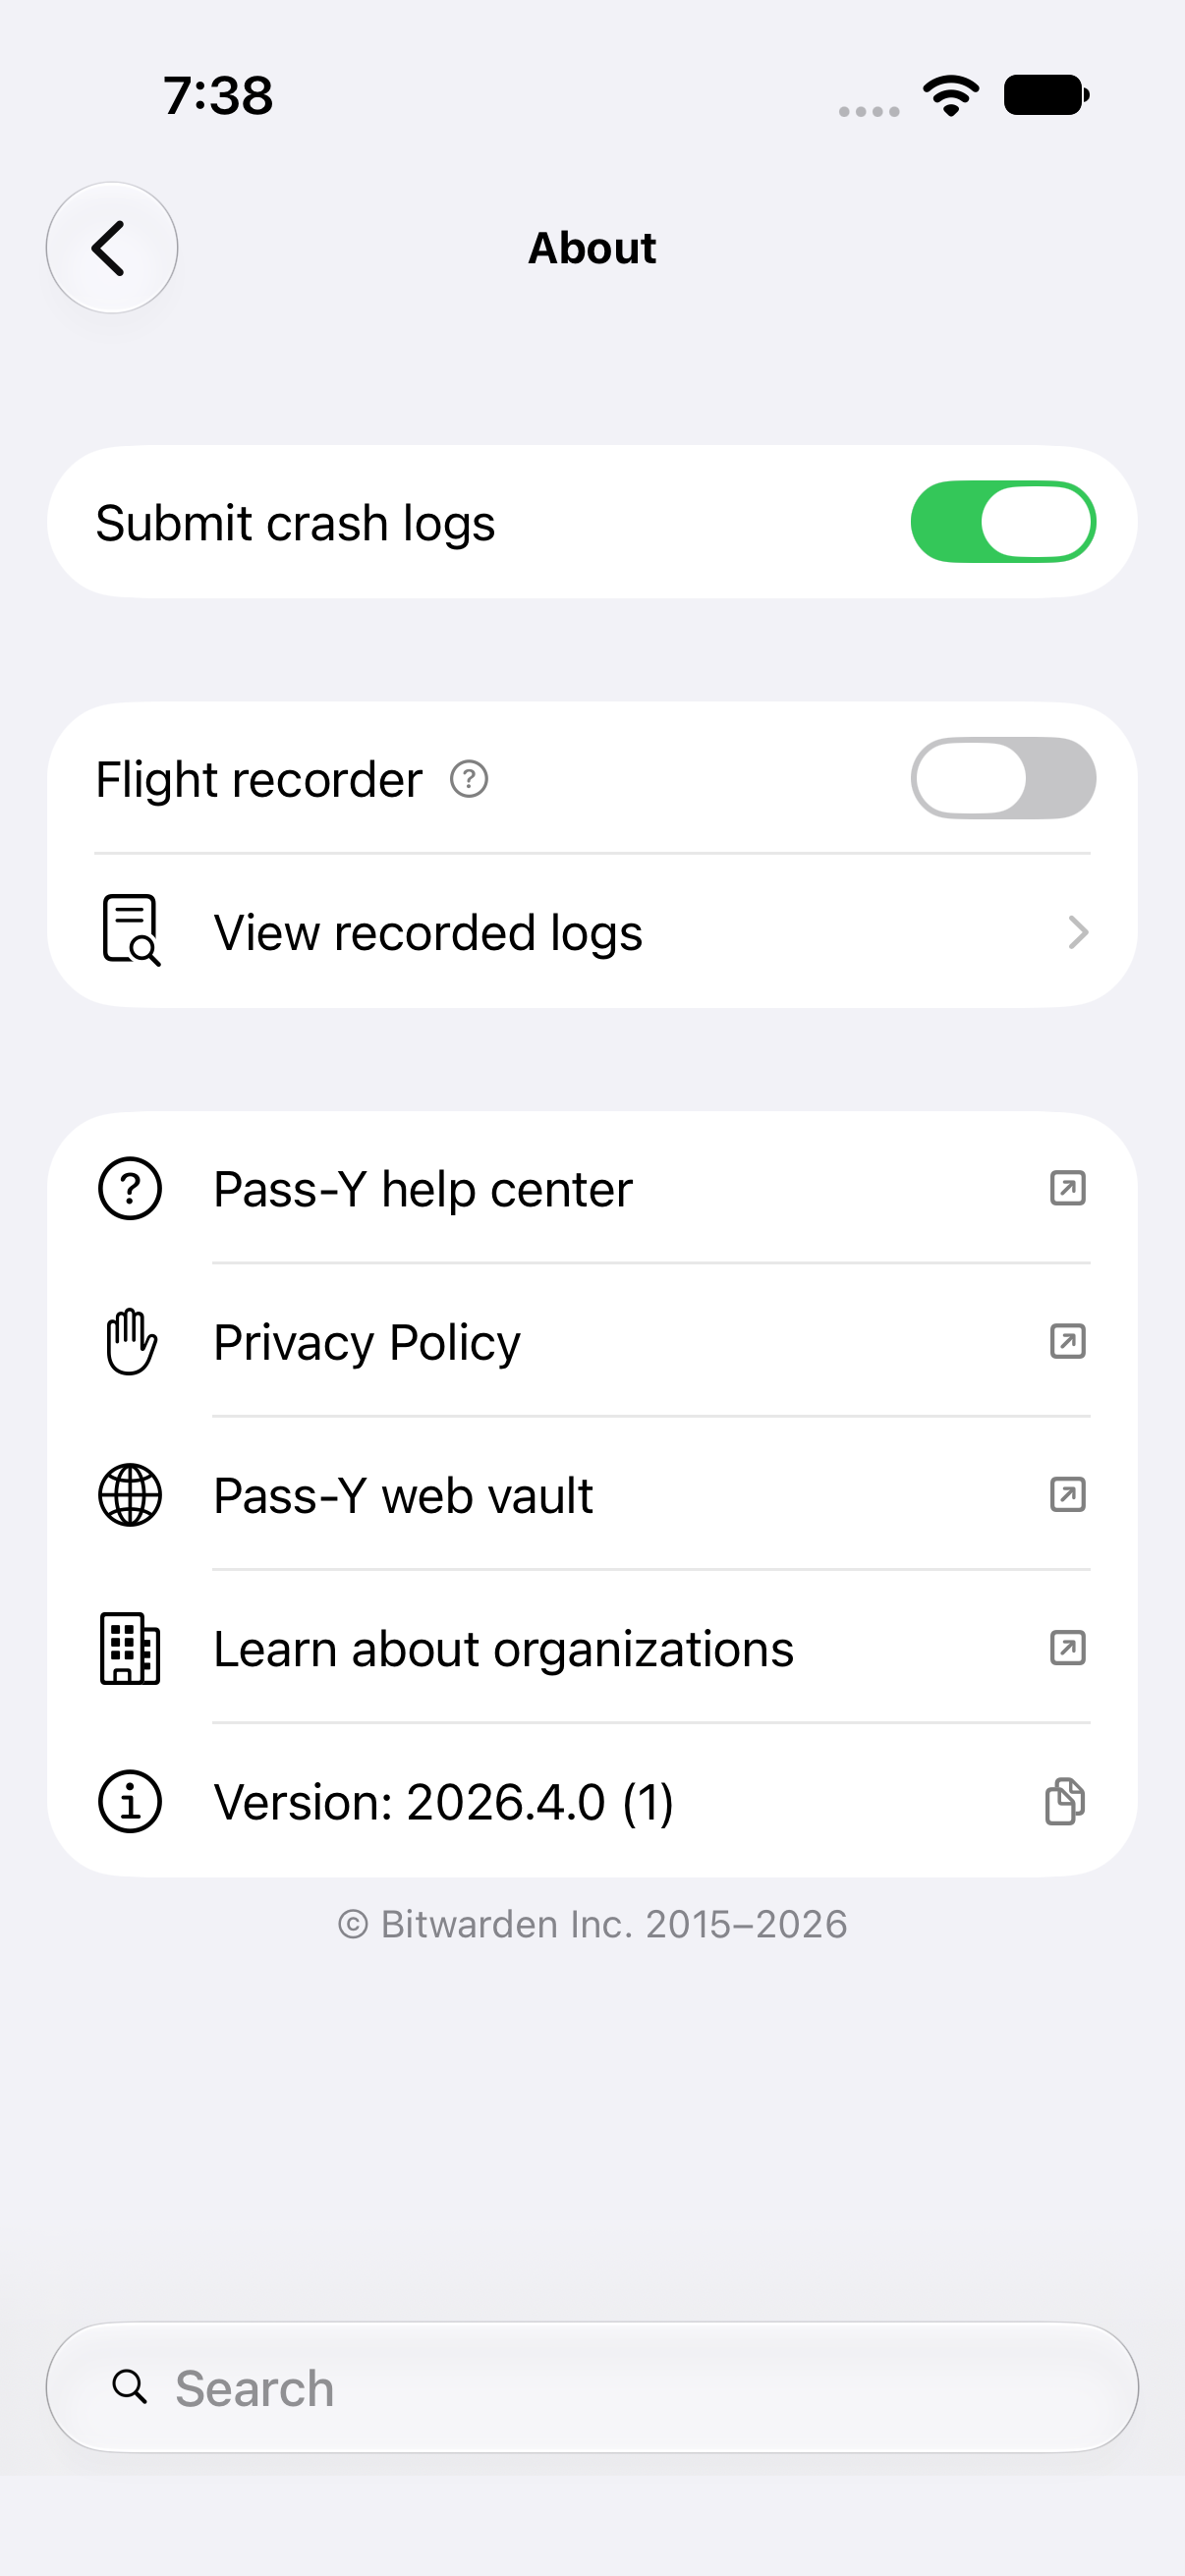 7:38
About
Submit crash logs
Flight recorder
View recorded logs
Pass-Y help center
Privacy Policy
Pass-Y web vault
Learn about organizations
Version: 2026.4.0 (1)
© Bitwarden Inc. 2015–2026
Search